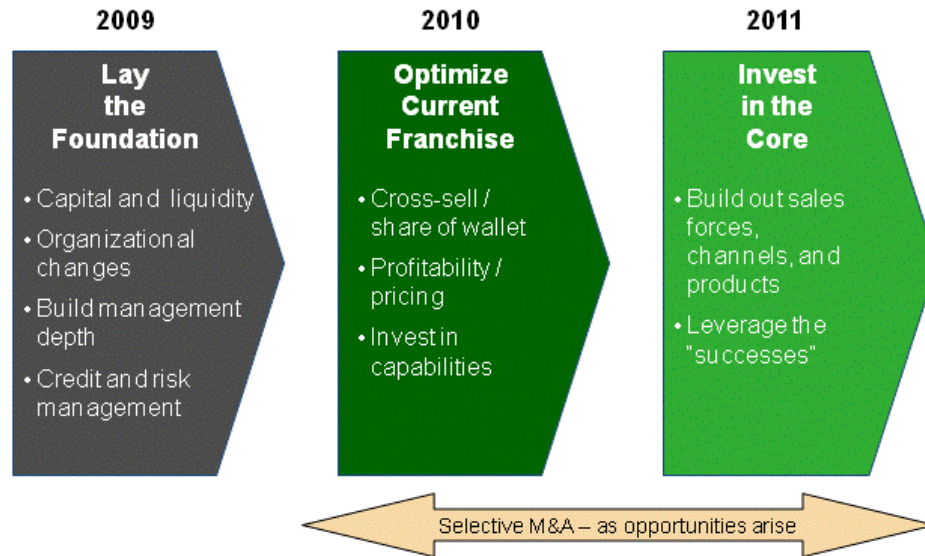 2009
Lay
the
Foundation
• Capital and liquidity
• Organizational
changes
• Build management
depth
• Credit and risk
management
2010
Optimize
Current
Franchise
• Cross-sell /
share of wallet
• Profitability /
pricing
• Invest in
capabilities
2011
Invest
in the
Core
• Build out sales
forces,
channels, and
products
• Leverage the
"successes"
Selective M&A – as opportunities arise